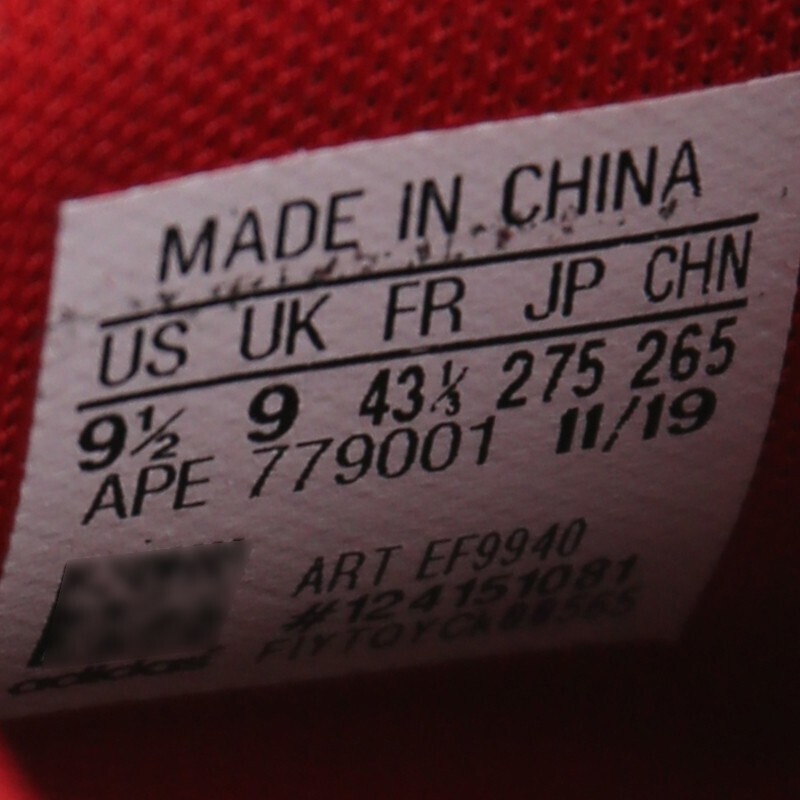 MADE IN CHINA
US UK FR JP CHN
9½ 9 43⅓ 275 265
APE 779001 11/19
ART EF9940
#124151081
adidas